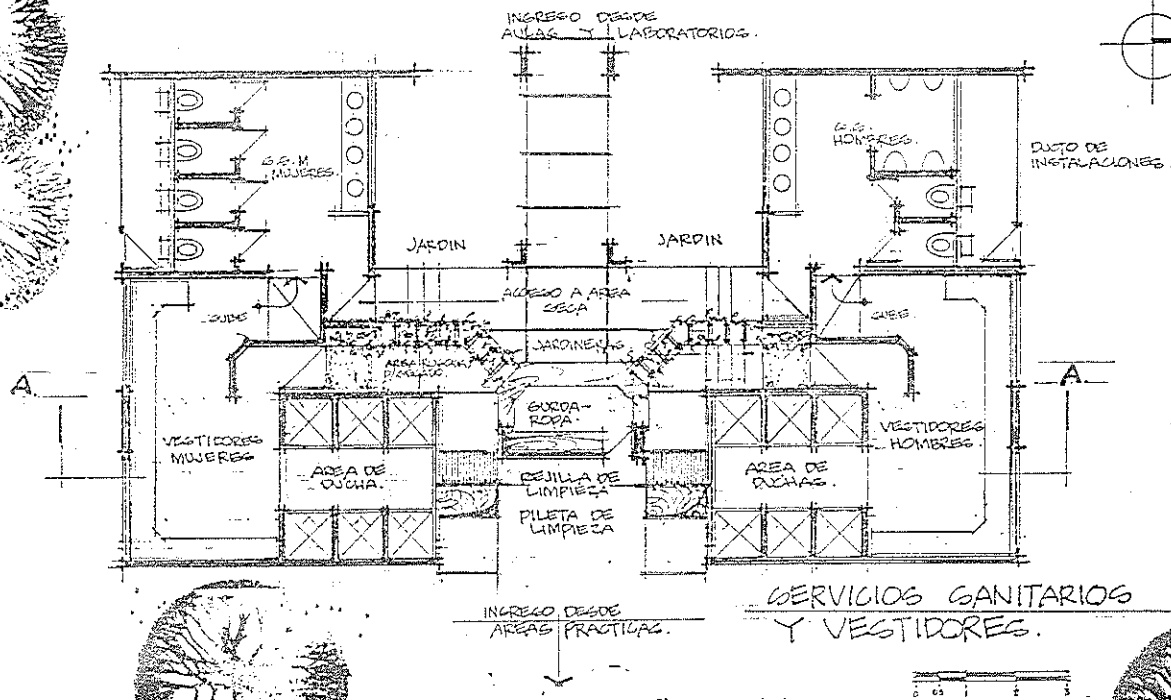 INGRESO DESDE
AULAS Y LABORATORIOS.
S.S. M
MUJERES.
S.S.
HOMBRES.
DUCTO DE
INSTALACIONES
JARDIN
JARDIN
ACCESO A AREA
SECA
SUBE
SUBE
JARDINERAS
A
A
GURDA-
ROPA.
VESTIDORES
MUJERES
VESTIDORES
HOMBRES.
AREA DE
DUCHA.
AREA DE
DUCHAS.
REJILLA DE
LIMPIEZA
PILETA DE
LIMPIEZA
INGRESO DESDE
AREAS PRACTICAS.
SERVICIOS SANITARIOS
Y VESTIDORES.